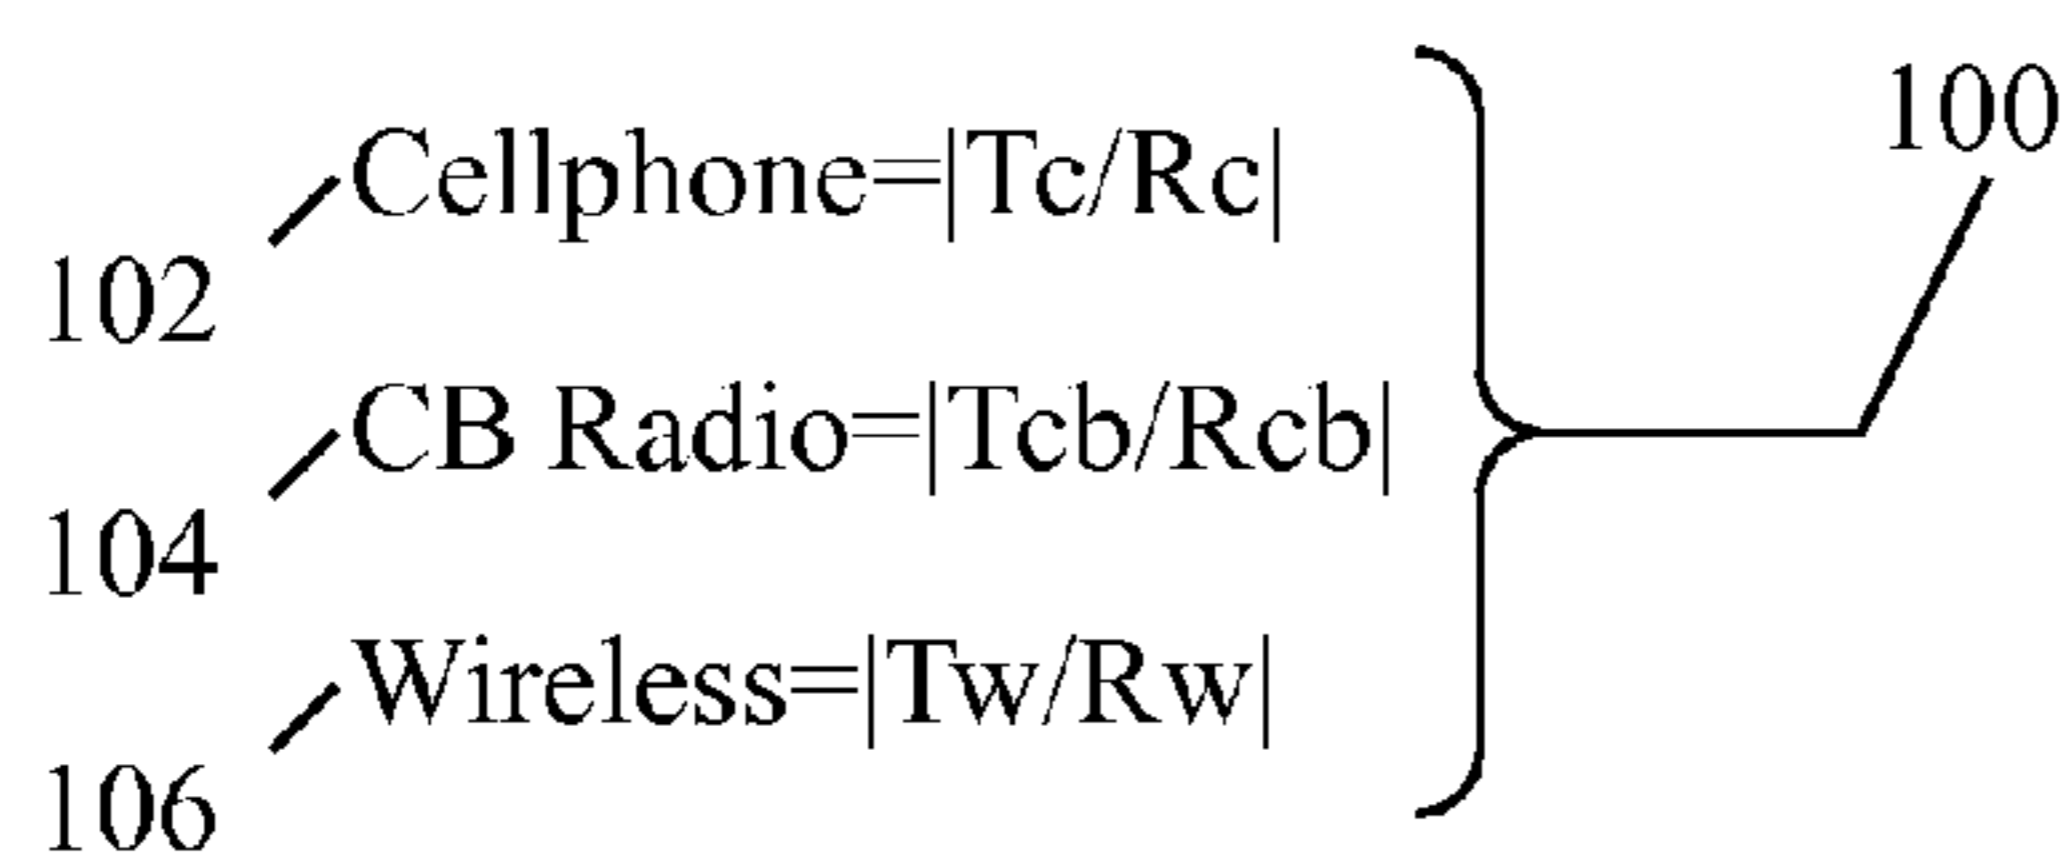 100
Cellphone=|Tc/Rc|
102
CB Radio=|Tcb/Rcb|
104
Wireless=|Tw/Rw|
106